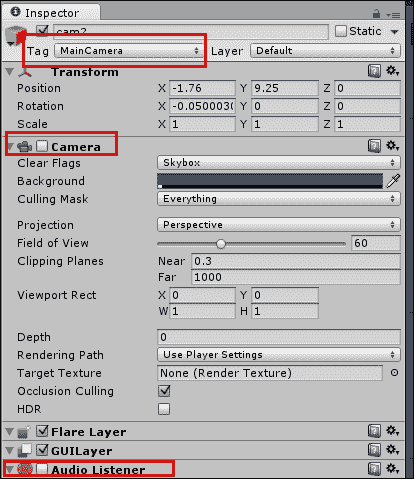 Inspector
cam2 Static
Tag MainCamera Layer Default
Transform
Position X -1.76 Y 9.25 Z 0
Rotation X -0.0500030 Y 0 Z 0
Scale X 1 Y 1 Z 1
Camera
Clear Flags Skybox
Background
Culling Mask Everything
Projection Perspective
Field of View 60
Clipping Planes Near 0.3
Far 1000
Viewport Rect X 0 Y 0
W 1 H 1
Depth 0
Rendering Path Use Player Settings
Target Texture None (Render Texture)
Occlusion Culling
HDR
Flare Layer
GUILayer
Audio Listener